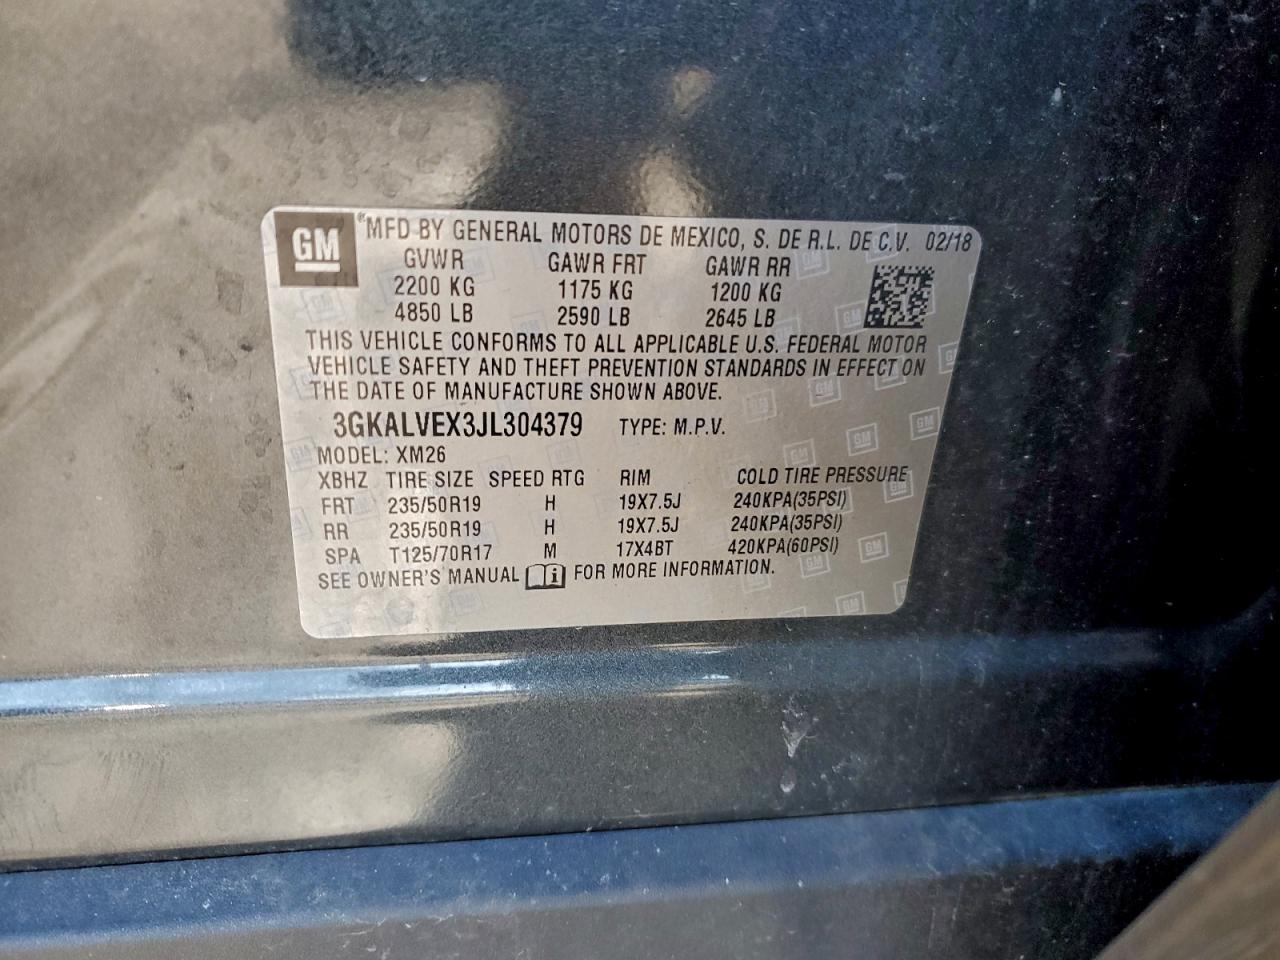 GM
MFD BY GENERAL MOTORS DE MEXICO, S. DE R.L. DE C.V. 02/18
GVWR GAWR FRT GAWR RR
2200 KG 1175 KG 1200 KG
4850 LB 2590 LB 2645 LB
THIS VEHICLE CONFORMS TO ALL APPLICABLE U.S. FEDERAL MOTOR
VEHICLE SAFETY AND THEFT PREVENTION STANDARDS IN EFFECT ON
THE DATE OF MANUFACTURE SHOWN ABOVE.
3GKALVEX3JL304379 TYPE: M.P.V.
MODEL: XM26
XBHZ TIRE SIZE SPEED RTG RIM COLD TIRE PRESSURE
FRT 235/50R19 H 19X7.5J 240KPA(35PSI)
RR 235/50R19 H 19X7.5J 240KPA(35PSI)
SPA T125/70R17 M 17X4BT 420KPA(60PSI)
SEE OWNER'S MANUAL FOR MORE INFORMATION.